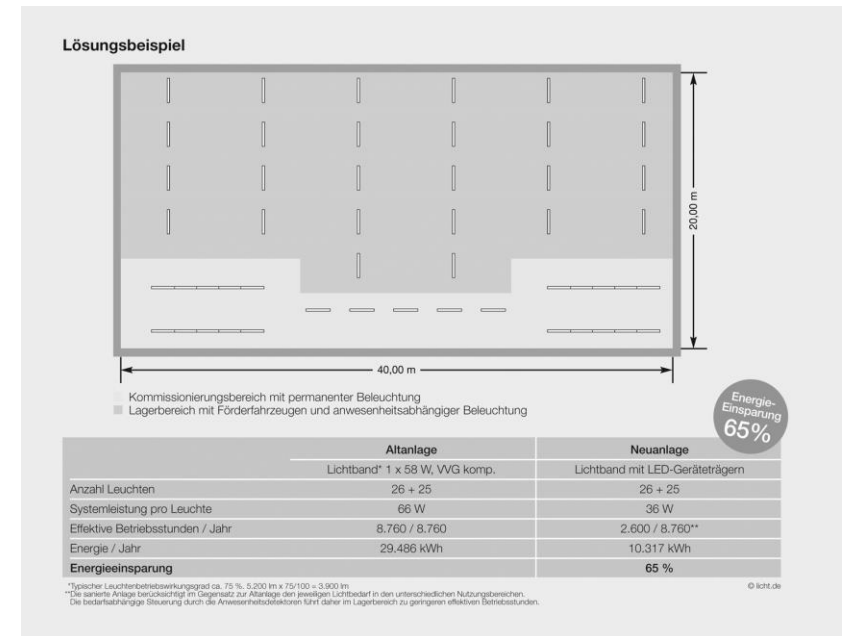 Lösungsbeispiel
20,00 m
40,00 m
Kommissionierungsbereich mit permanenter Beleuchtung
Lagerbereich mit Förderfahrzeugen und anwesenheitsabhängiger Beleuchtung
Energie-
Einsparung
65%
Altanlage Neuanlage
Lichtband* 1 x 58 W, VVG komp. Lichtband mit LED-Geräteträgern
Anzahl Leuchten 26 + 25 26 + 25
Systemleistung pro Leuchte 66 W 36 W
Effektive Betriebsstunden / Jahr 8.760 / 8.760 2.600 / 8.760**
Energie / Jahr 29.486 kWh 10.317 kWh
Energieeinsparung 65 %
*Typischer Leuchtenbetriebswirkungsgrad ca. 75 %. 5.200 lm x 75/100 = 3.900 lm © licht.de
**Die sanierte Anlage berücksichtigt im Gegensatz zur Altanlage den jeweiligen Lichtbedarf in den unterschiedlichen Nutzungsbereichen.
Die bedarfsabhängige Steuerung durch die Anwesenheitsdetektoren führt daher im Lagerbereich zu geringeren effektiven Betriebsstunden.